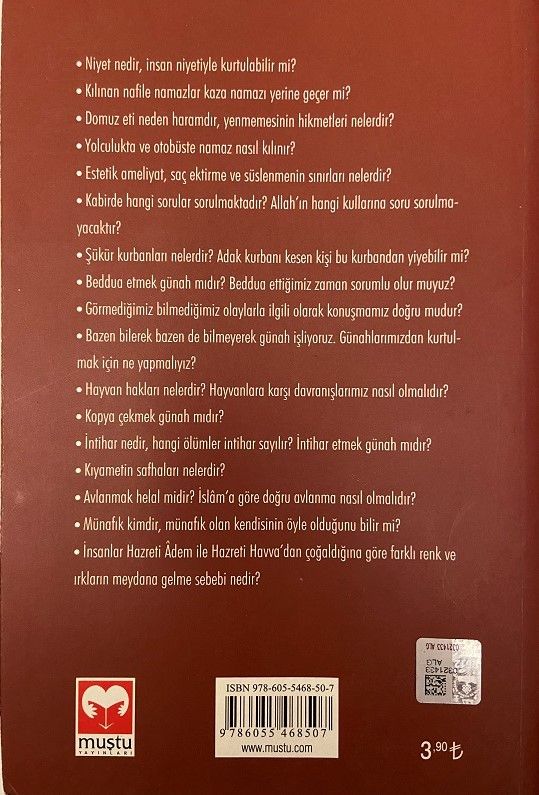 • Niyet nedir, insan niyetiyle kurtulabilir mi?
• Kılınan nafile namazlar kaza namazı yerine geçer mi?
• Domuz eti neden haramdır, yenmemesinin hikmetleri nelerdir?
• Yolculukta ve otobüste namaz nasıl kılınır?
• Estetik ameliyat, saç ektirme ve süslenmenin sınırları nelerdir?
• Kabirde hangi sorular sorulmaktadır? Allah'ın hangi kullarına soru sorulma-
yacaktır?
• Şükür kurbanları nelerdir? Adak kurbanı kesen kişi bu kurbandan yiyebilir mi?
• Beddua etmek günah mıdır? Beddua ettiğimiz zaman sorumlu olur muyuz?
• Görmediğimiz bilmediğimiz olaylarla ilgili olarak konuşmamız doğru mudur?
• Bazen bilerek bazen de bilmeyerek günah işliyoruz. Günahlarımızdan kurtul-
mak için ne yapmalıyız?
• Hayvan hakları nelerdir? Hayvanlara karşı davranışlarımız nasıl olmalıdır?
• Kopya çekmek günah mıdır?
• İntihar nedir, hangi ölümler intihar sayılır? İntihar etmek günah mıdır?
• Kıyametin safhaları nelerdir?
• Avlanmak helal midir? İslâm'a göre doğru avlanma nasıl olmalıdır?
• Münafık kimdir, münafık olan kendisinin öyle olduğunu bilir mi?
• İnsanlar Hazreti Âdem ile Hazreti Havva'dan çoğaldığına göre farklı renk ve
ırkların meydana gelme sebebi nedir?
muştu
YAYINLARI
ISBN 978-605-5468-50-7
9 786055 468507
www.mustu.com
0321433 ALG
0321433
ALG
3.90 ₺